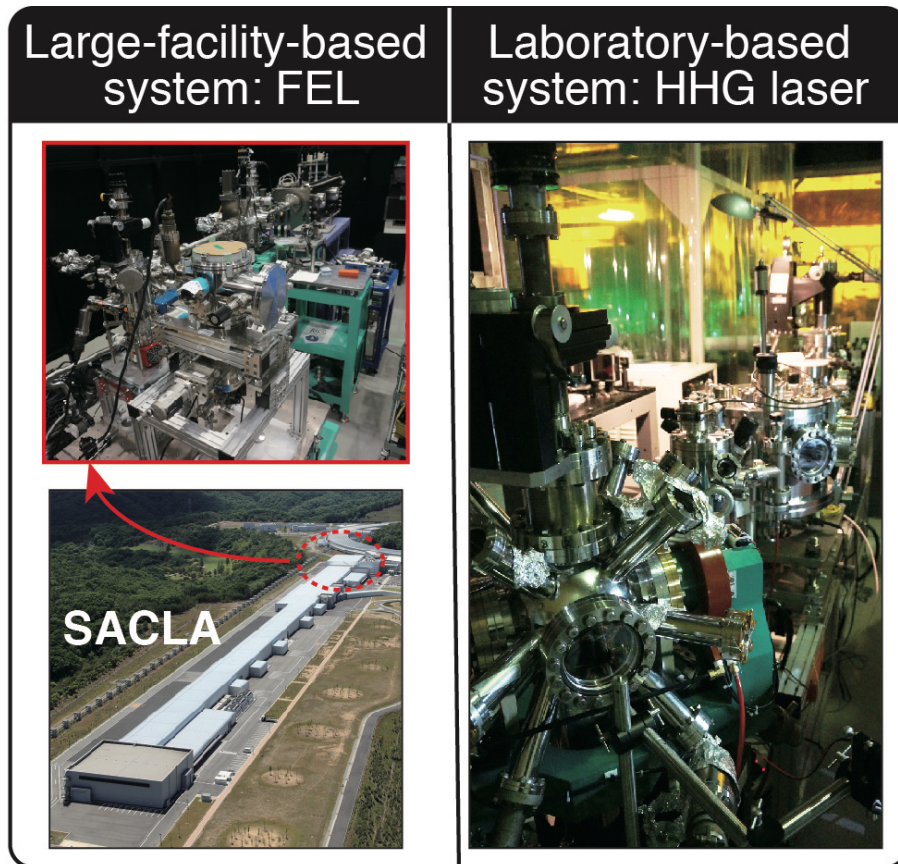 Large-facility-based
system: FEL
Laboratory-based
system: HHG laser
SACLA